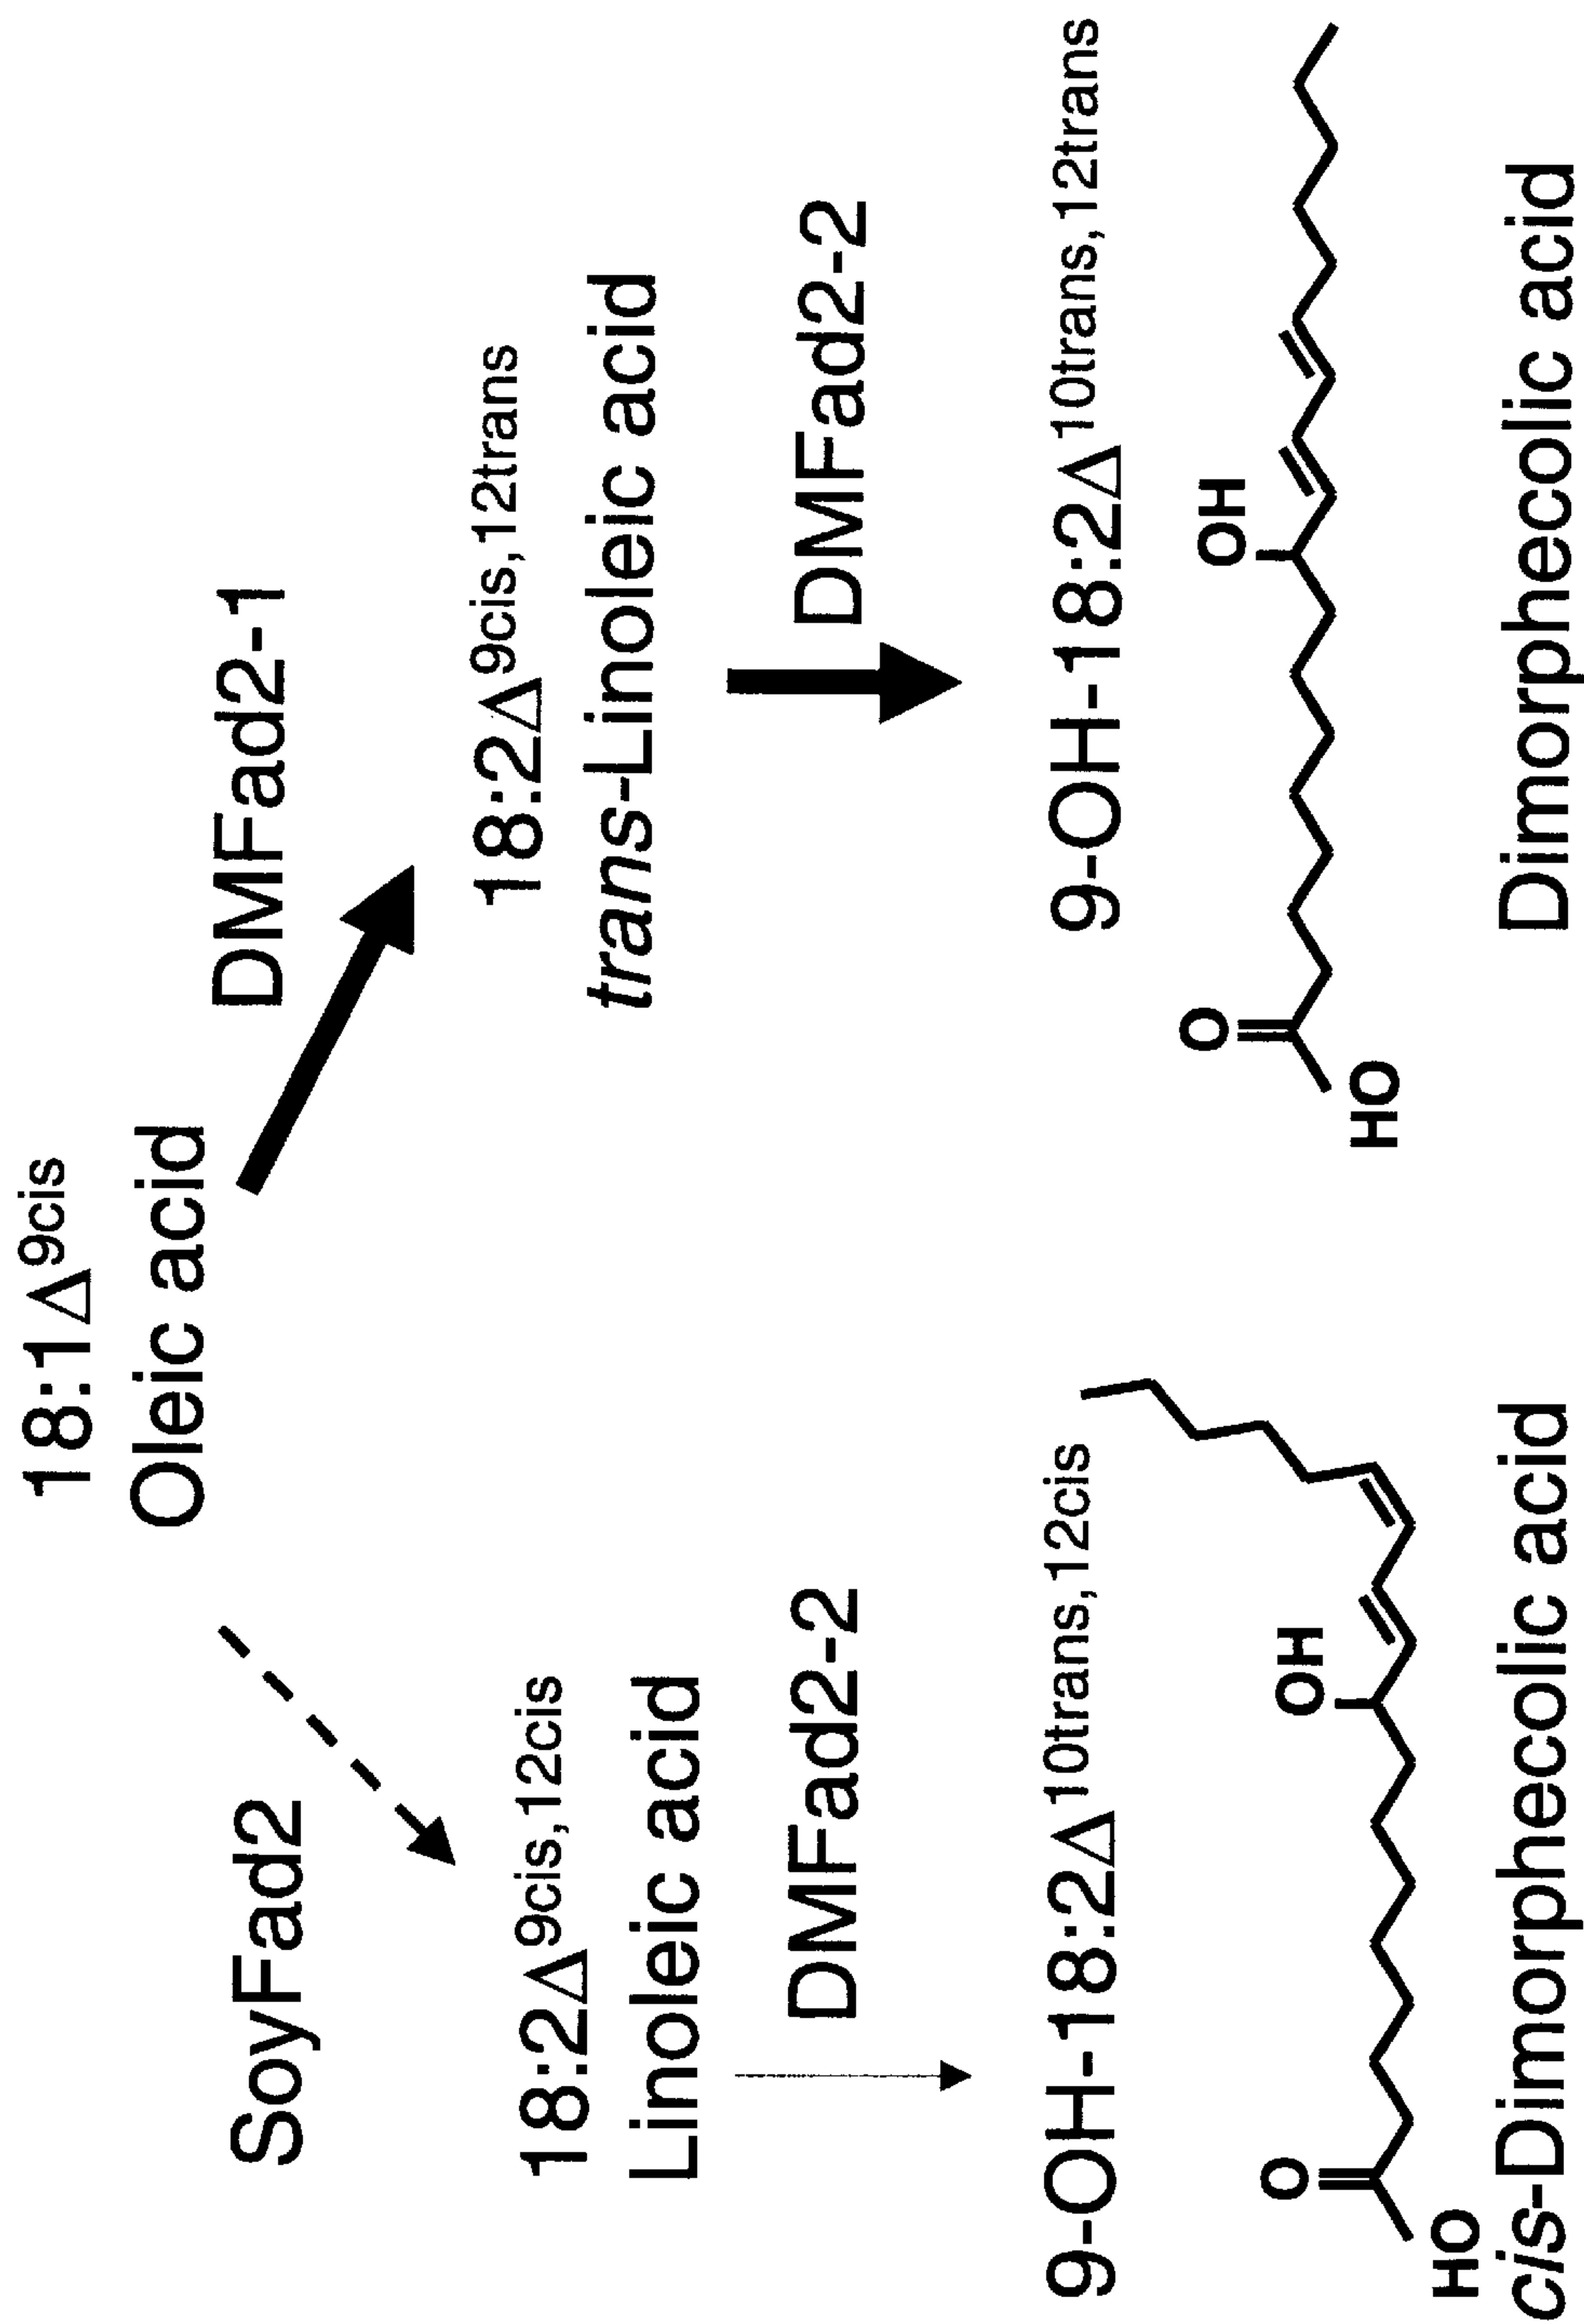 18:1Δ9cis
Oleic acid
SoyFad2
DMFad2-1
18:2Δ9cis,12cis
Linoleic acid
18:2Δ9cis,12trans
trans-Linoleic acid
DMFad2-2
DMFad2-2
9-OH-18:2Δ10trans,12cis
9-OH-18:2Δ10trans,12trans
O
HO
OH
O
HO
OH
cis-Dimorphecolic acid
Dimorphecolic acid